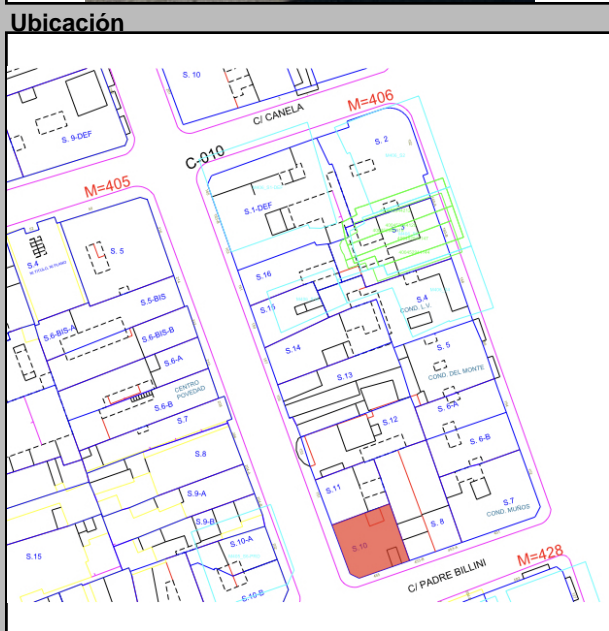 Ubicación
S. 10
C/ CANELA
M=406
S. 9-DEF
C-010
S. 2
M=405
S.1-DEF
S. 3
S.4
S. 5
S.16
S.5-BIS
S.15
S.4
COND. L.V.
S.6-BIS-A
S.6-BIS-B
S.14
S. 5
S.6-A
S.13
COND. DEL MONTE
CENTRO
POVEDAD
S.6-B
S. 6-A
S.7
S.12
S. 6-B
S.8
S.11
S.9-A
S.7
COND. MUÑOS
S.9-B
S. 8
S.15
S.10-A
S.10
C/ PADRE BILLINI
M=428
S.10-B